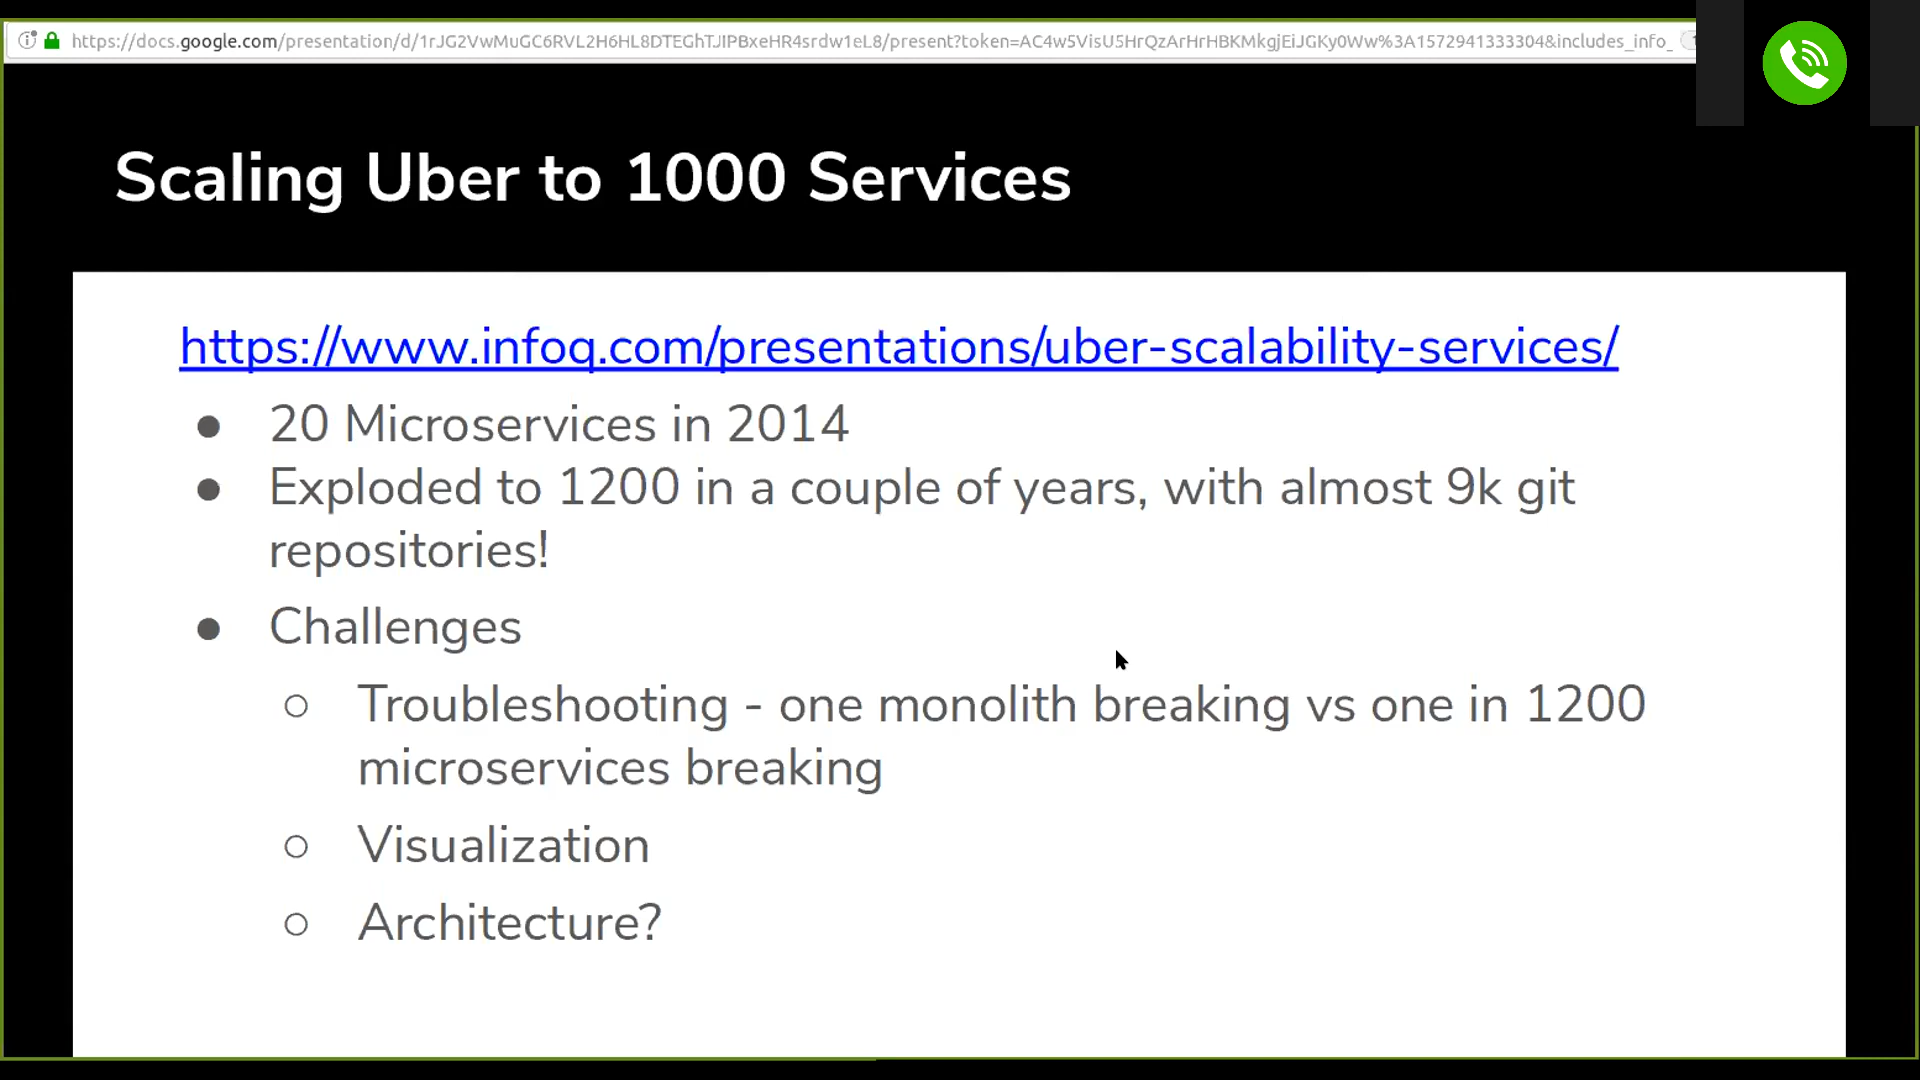 https://docs.google.com/presentation/d/1rJG2VwMuGC6RVL2H6HL8DTEGhTJIPBxeHR4srdw1eL8/present?token=AC4w5VisU5HrQzArHrHBKMkgjEiJGKy0Ww%3A1572941333304&includes_info_
Scaling Uber to 1000 Services
https://www.infoq.com/presentations/uber-scalability-services/
● 20 Microservices in 2014
● Exploded to 1200 in a couple of years, with almost 9k git
repositories!
● Challenges
○ Troubleshooting - one monolith breaking vs one in 1200
microservices breaking
○ Visualization
○ Architecture?